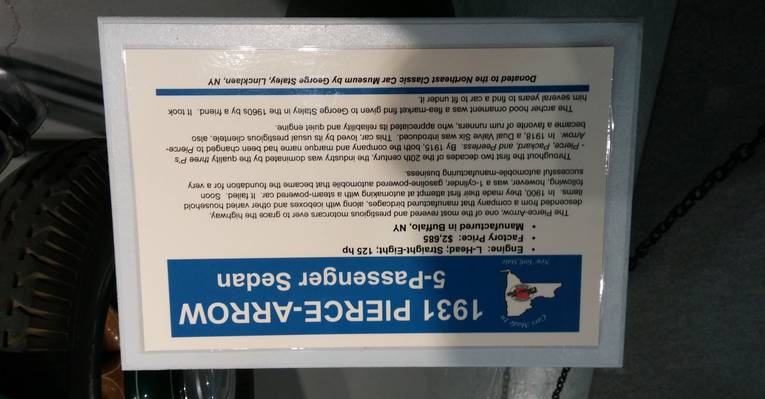 Cars Made In
New York State
1931 PIERCE-ARROW
5-Passenger Sedan
• Engine: L-Head; Straight-Eight; 125 hp
• Factory Price: $2,685
• Manufactured in Buffalo, NY
The Pierce-Arrow, one of the most revered and prestigious motorcars ever to grace the highway,
descended from a company that manufactured birdcages, along with iceboxes and other varied household
items. In 1900, they made their first attempt at automaking with a steam-powered car. It failed. Soon
following, however, was a 1-cylinder, gasoline-powered automobile that became the foundation for a very
successful automobile-manufacturing business.
Throughout the first two decades of the 20th century, the industry was dominated by the quality three P's
- Pierce, Packard, and Peerless. By 1915, both the company and marque name had been changed to Pierce-
Arrow. In 1918, a Dual Valve Six was introduced. This car, loved by its usual prestigious clientele, also
became a favorite of rum runners, who appreciated its reliability and quiet engine.
The archer hood ornament was a flea-market find given to George Staley in the 1960s by a friend. It took
him several years to find a car to fit under it.
Donated to the Northeast Classic Car Museum by George Staley, Lincklaen, NY